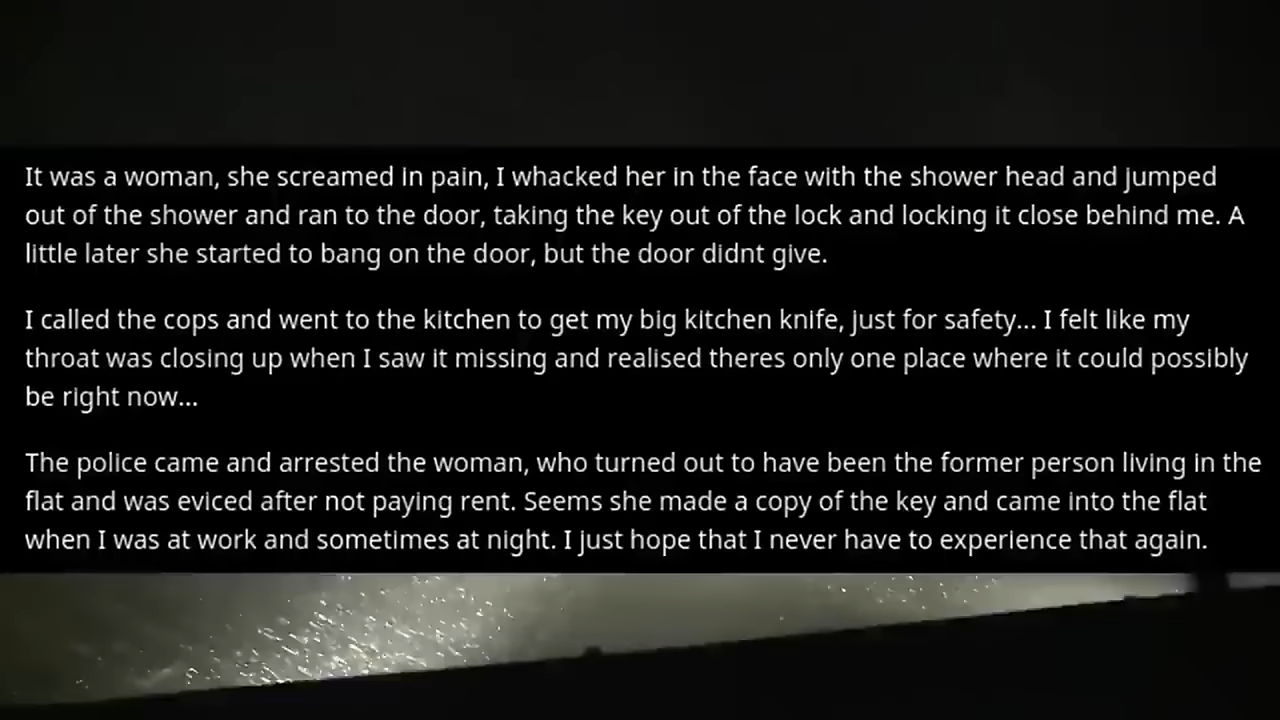 It was a woman, she screamed in pain, I whacked her in the face with the shower head and jumped
out of the shower and ran to the door, taking the key out of the lock and locking it close behind me. A
little later she started to bang on the door, but the door didnt give.
I called the cops and went to the kitchen to get my big kitchen knife, just for safety... I felt like my
throat was closing up when I saw it missing and realised theres only one place where it could possibly
be right now...
The police came and arrested the woman, who turned out to have been the former person living in the
flat and was eviced after not paying rent. Seems she made a copy of the key and came into the flat
when I was at work and sometimes at night. I just hope that I never have to experience that again.